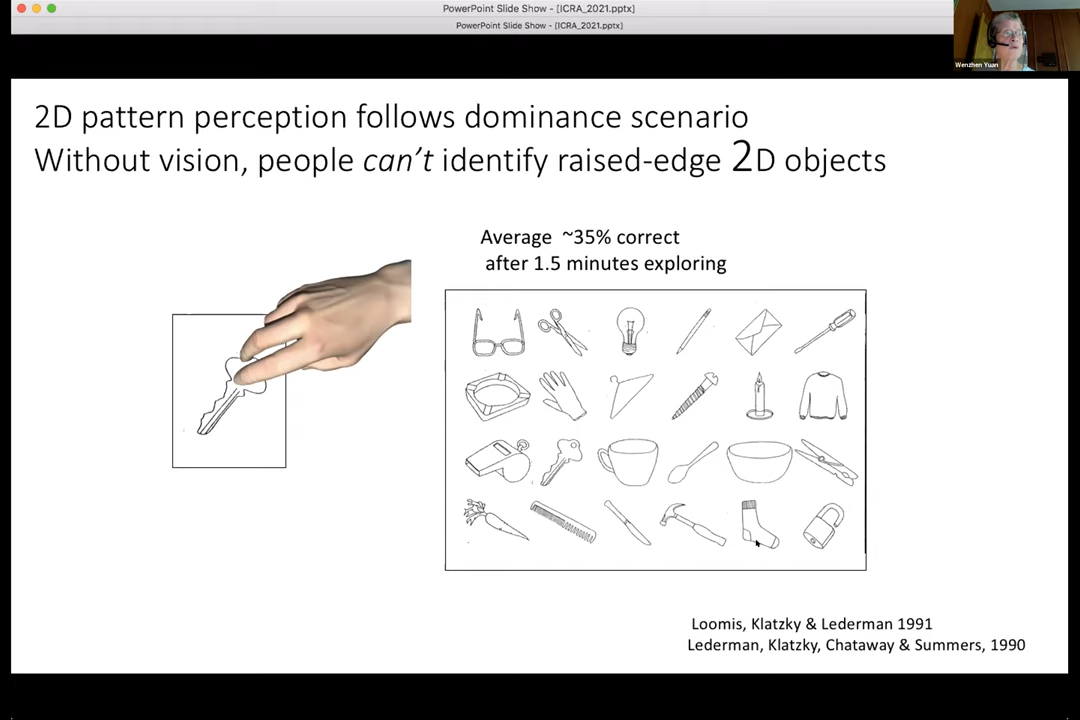 PowerPoint Slide Show - [ICRA_2021.pptx]
PowerPoint Slide Show - [ICRA_2021.pptx]
Wenzhen Yuan
2D pattern perception follows dominance scenario
Without vision, people can't identify raised-edge 2D objects
Average ~35% correct
after 1.5 minutes exploring
Loomis, Klatzky & Lederman 1991
Lederman, Klatzky, Chataway & Summers, 1990